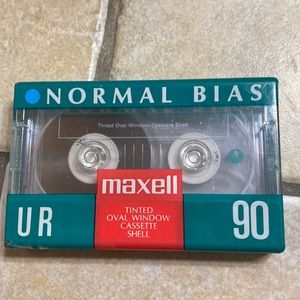 NORMAL BIAS
Tinted Oval Window Cassette Shell
maxell
UR
TINTED
OVAL WINDOW
CASSETTE
SHELL
90